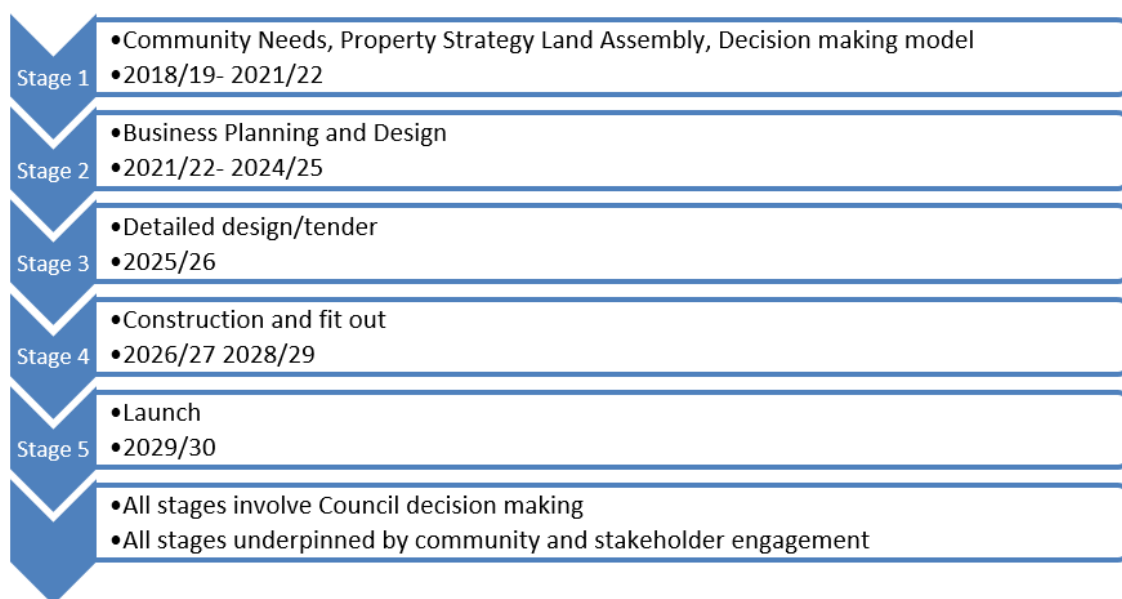 Stage 1
•Community Needs, Property Strategy Land Assembly, Decision making model
•2018/19- 2021/22
Stage 2
•Business Planning and Design
•2021/22- 2024/25
Stage 3
•Detailed design/tender
•2025/26
Stage 4
•Construction and fit out
•2026/27 2028/29
Stage 5
•Launch
•2029/30
•All stages involve Council decision making
•All stages underpinned by community and stakeholder engagement